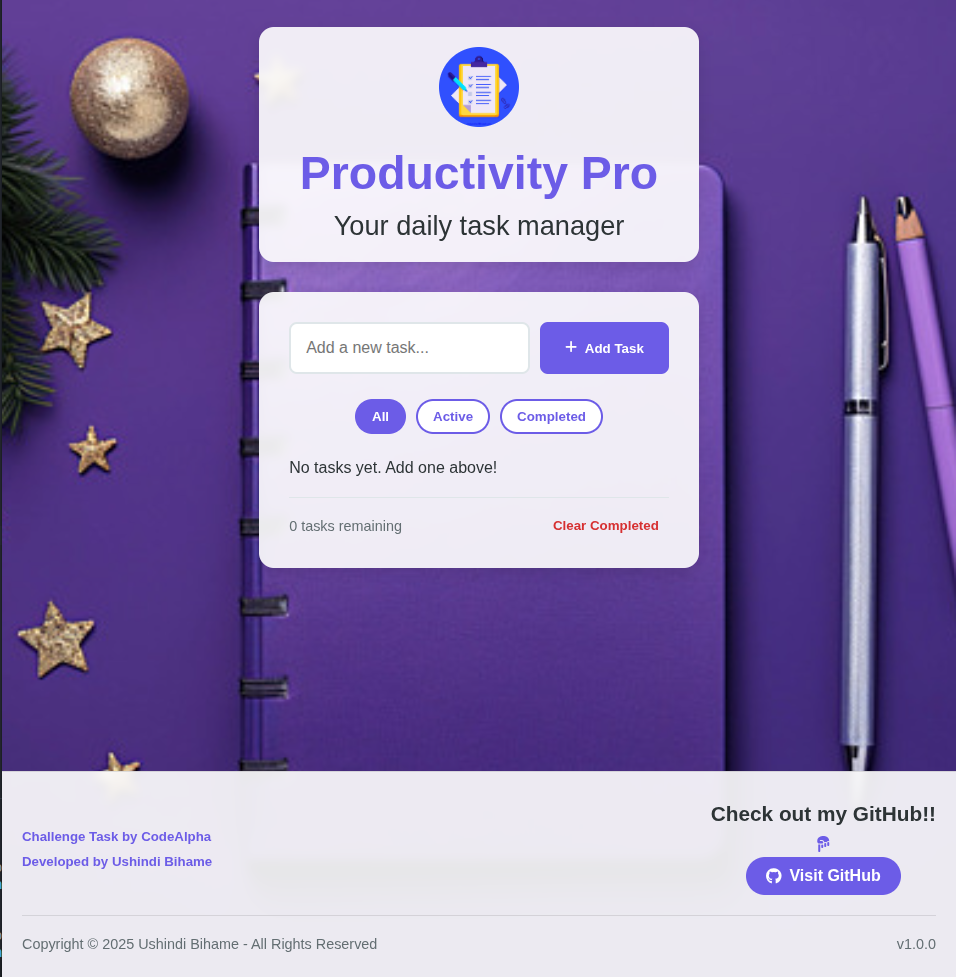 Productivity Pro
Your daily task manager
Add a new task...
+ Add Task
All
Active
Completed
No tasks yet. Add one above!
0 tasks remaining
Clear Completed
Challenge Task by CodeAlpha
Developed by Ushindi Bihame
Check out my GitHub!!
Visit GitHub
Copyright © 2025 Ushindi Bihame - All Rights Reserved
v1.0.0